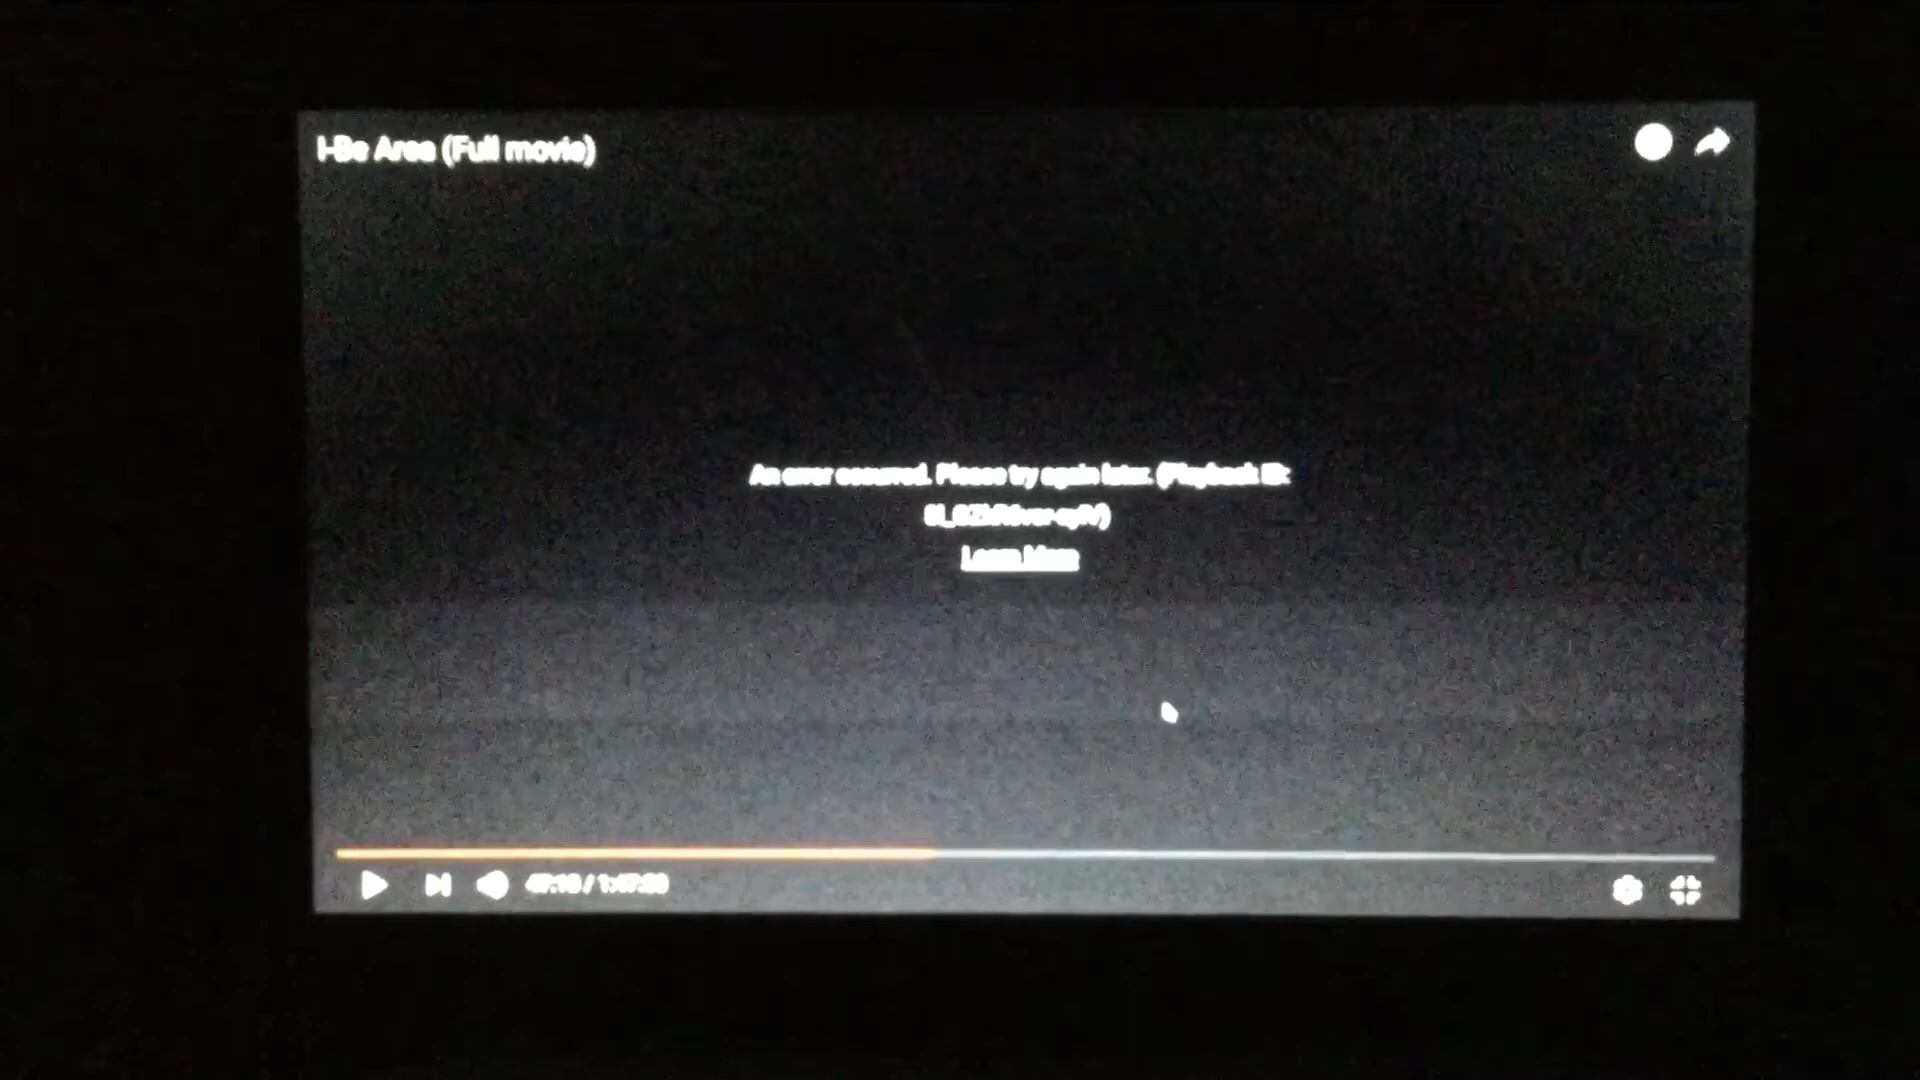 I-Be Area (Full movie)
An error occurred. Please try again later. (Playback ID:
Learn More